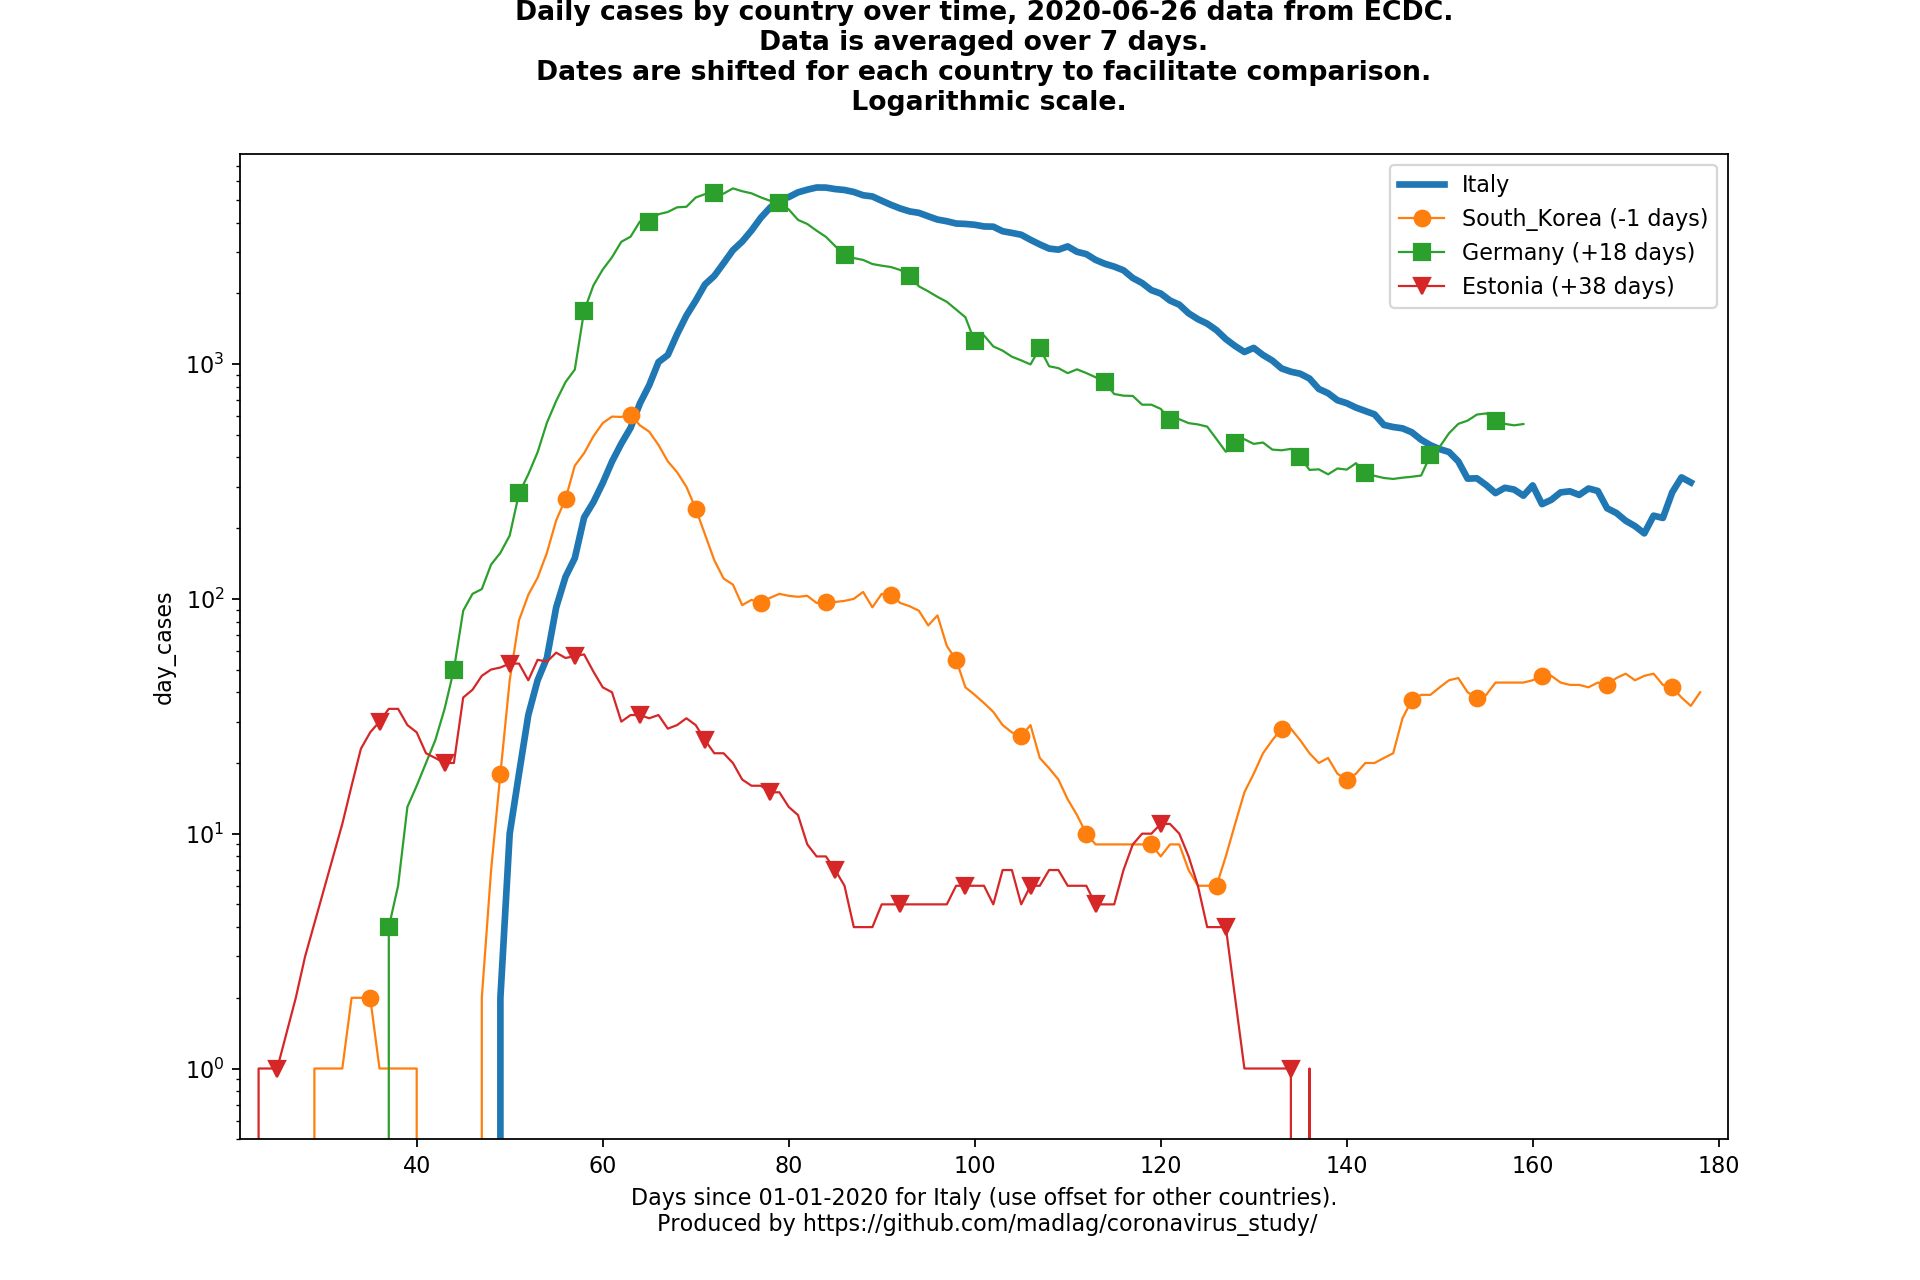 Daily cases by country over time, 2020-06-26 data from ECDC.
Data is averaged over 7 days.
Dates are shifted for each country to facilitate comparison.
Logarithmic scale.
Italy
South_Korea (-1 days)
Germany (+18 days)
Estonia (+38 days)
10³
10²
10¹
10⁰
day_cases
40 60 80 100 120 140 160 180
Days since 01-01-2020 for Italy (use offset for other countries).
Produced by https://github.com/madlag/coronavirus_study/